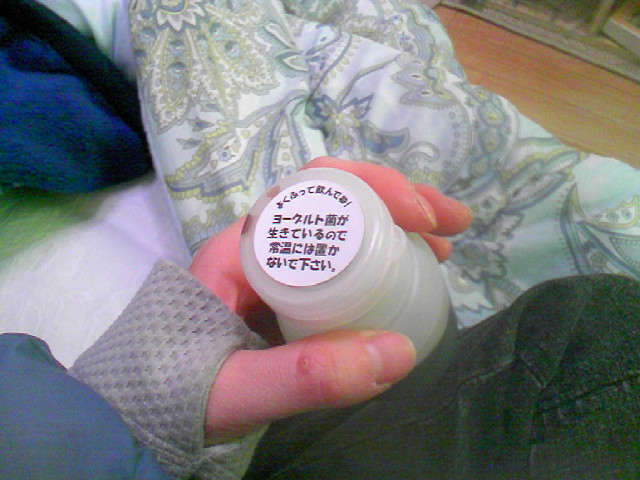 よくふって飲んでね!
ヨーグルト菌が
生きているので
常温には置か
ないで下さい。